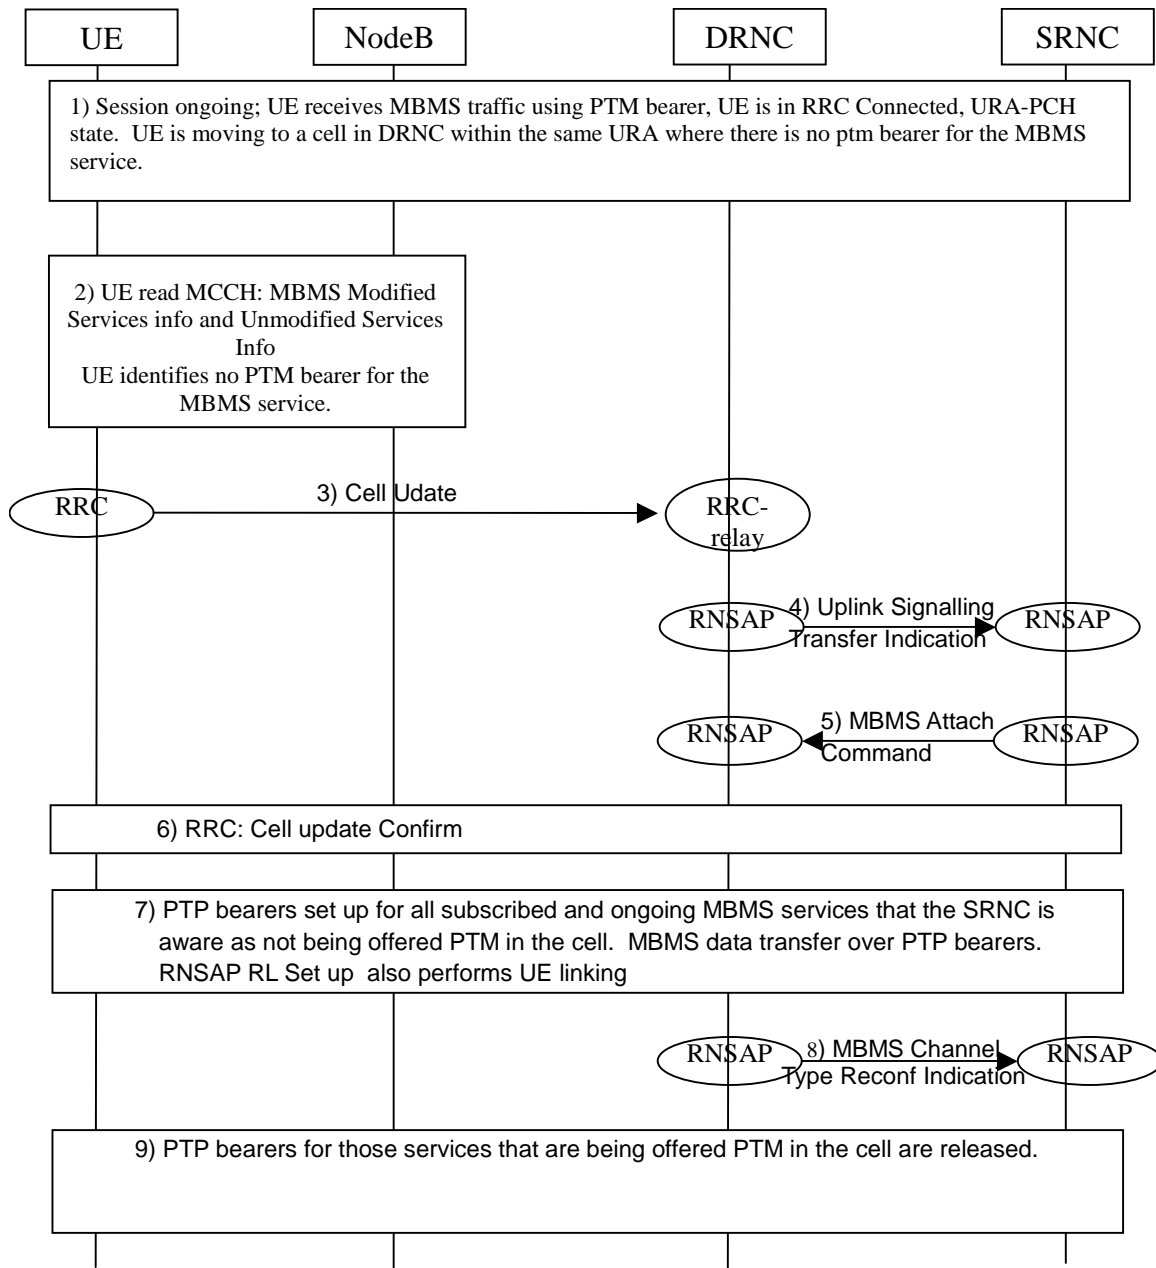 UE
NodeB
DRNC
SRNC
1) Session ongoing; UE receives MBMS traffic using PTM bearer, UE is in RRC Connected, URA-PCH
state.  UE is moving to a cell in DRNC within the same URA where there is no ptm bearer for the MBMS
service.
2) UE read MCCH: MBMS Modified
Services info and Unmodified Services
Info
UE identifies no PTM bearer for the
MBMS service.
RRC
3) Cell Udate
RRC-
relay
RNSAP
4) Uplink Signalling
Transfer Indication
RNSAP
RNSAP
5) MBMS Attach
Command
RNSAP
6) RRC: Cell update Confirm
7) PTP bearers set up for all subscribed and ongoing MBMS services that the SRNC is
aware as not being offered PTM in the cell.  MBMS data transfer over PTP bearers.
RNSAP RL Set up  also performs UE linking
RNSAP
8) MBMS Channel
Type Reconf Indication
RNSAP
9) PTP bearers for those services that are being offered PTM in the cell are released.